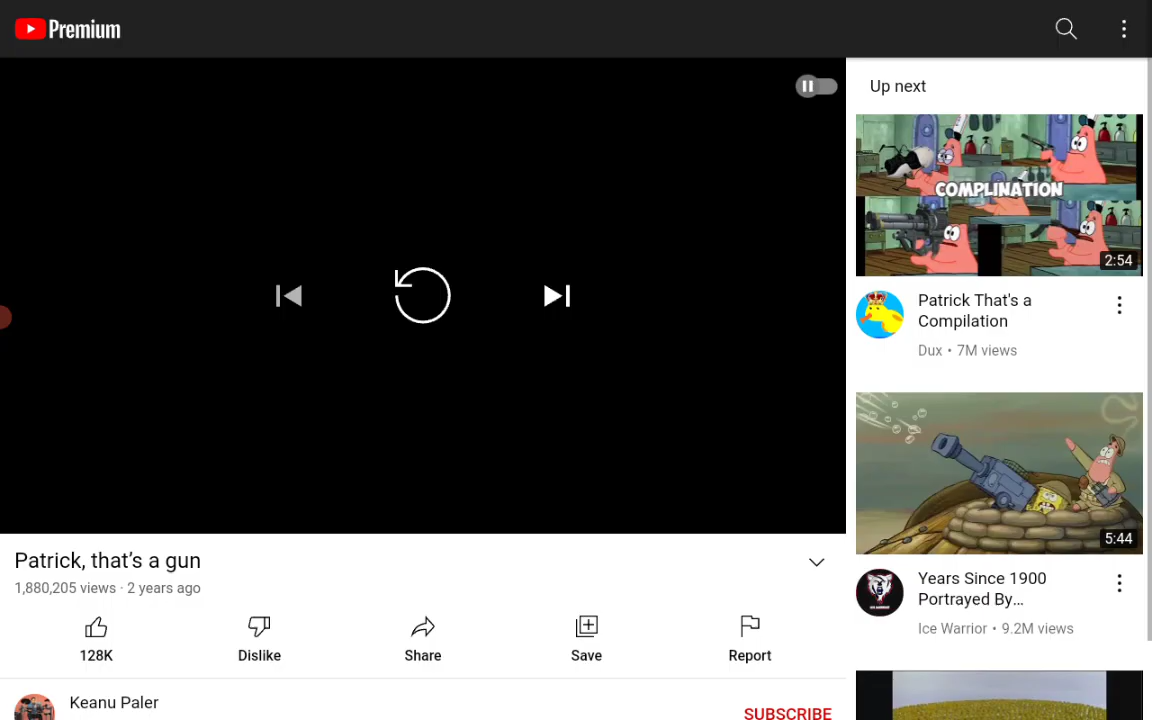 Premium
Up next
COMPLINATION
2:54
Patrick That's a
Compilation
Dux • 7M views
5:44
Years Since 1900
Portrayed By…
Ice Warrior • 9.2M views
Patrick, that’s a gun
1,880,205 views · 2 years ago
128K
Dislike
Share
Save
Report
Keanu Paler
SUBSCRIBE